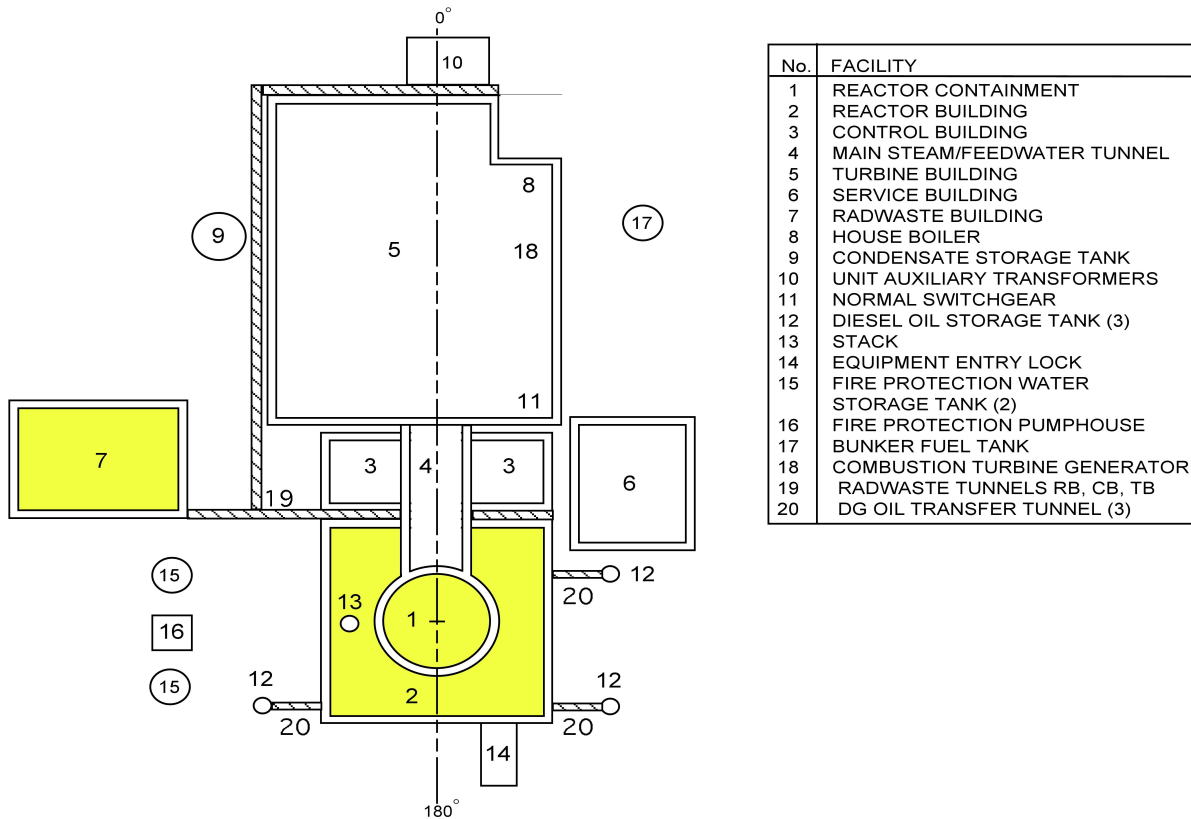 0°
10
8
9
5
18
17
11
7
3
4
3
6
19
15
12
20
13
1
16
12
15
2
12
20
20
14
180°
No. FACILITY
1 REACTOR CONTAINMENT
2 REACTOR BUILDING
3 CONTROL BUILDING
4 MAIN STEAM/FEEDWATER TUNNEL
5 TURBINE BUILDING
6 SERVICE BUILDING
7 RADWASTE BUILDING
8 HOUSE BOILER
9 CONDENSATE STORAGE TANK
10 UNIT AUXILIARY TRANSFORMERS
11 NORMAL SWITCHGEAR
12 DIESEL OIL STORAGE TANK (3)
13 STACK
14 EQUIPMENT ENTRY LOCK
15 FIRE PROTECTION WATER
STORAGE TANK (2)
16 FIRE PROTECTION PUMPHOUSE
17 BUNKER FUEL TANK
18 COMBUSTION TURBINE GENERATOR
19 RADWASTE TUNNELS RB, CB, TB
20 DG OIL TRANSFER TUNNEL (3)